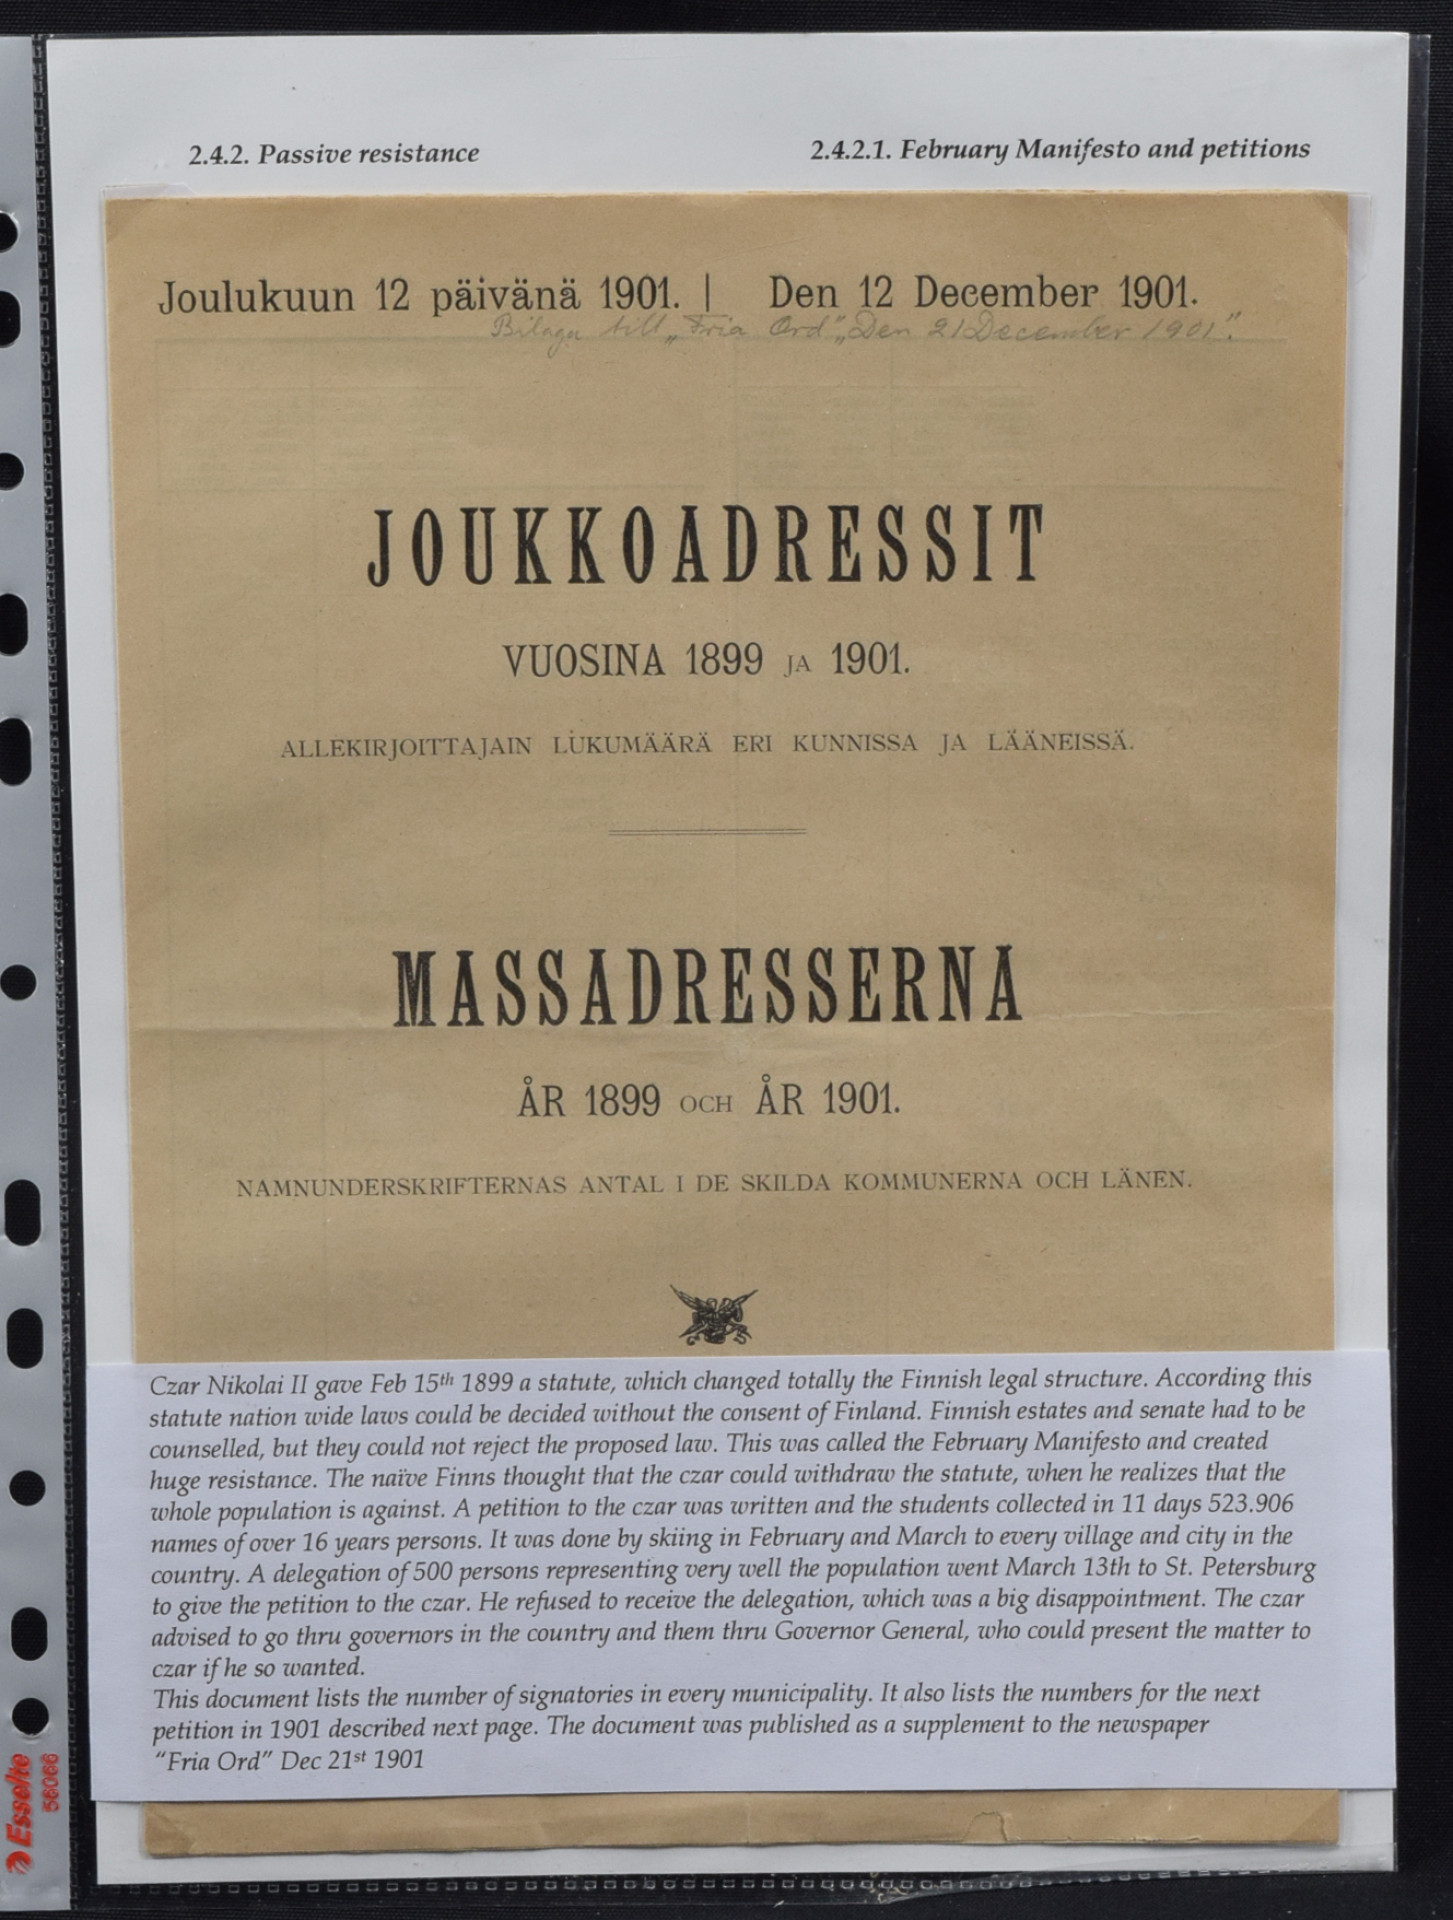 2.4.2. Passive resistance
2.4.2.1. February Manifesto and petitions
Joulukuun 12 päivänä 1901. | Den 12 December 1901.
Bilaga till „Fria Ord” „Den 21 December 1901”.
JOUKKOADRESSIT
VUOSINA 1899 JA 1901.
ALLEKIRJOITTAJAIN LUKUMÄÄRÄ ERI KUNNISSA JA LÄÄNEISSÄ.
MASSADRESSERNA
ÅR 1899 OCH ÅR 1901.
NAMNUNDERSKRIFTERNAS ANTAL I DE SKILDA KOMMUNERNA OCH LÄNEN.
Czar Nikolai II gave Feb 15th 1899 a statute, which changed totally the Finnish legal structure. According this
statute nation wide laws could be decided without the consent of Finland. Finnish estates and senate had to be
counselled, but they could not reject the proposed law. This was called the February Manifesto and created
huge resistance. The naïve Finns thought that the czar could withdraw the statute, when he realizes that the
whole population is against. A petition to the czar was written and the students collected in 11 days 523.906
names of over 16 years persons. It was done by skiing in February and March to every village and city in the
country. A delegation of 500 persons representing very well the population went March 13th to St. Petersburg
to give the petition to the czar. He refused to receive the delegation, which was a big disappointment. The czar
advised to go thru governors in the country and them thru Governor General, who could present the matter to
czar if he so wanted.
This document lists the number of signatories in every municipality. It also lists the numbers for the next
petition in 1901 described next page. The document was published as a supplement to the newspaper
“Fria Ord” Dec 21st 1901
Esselte
56066